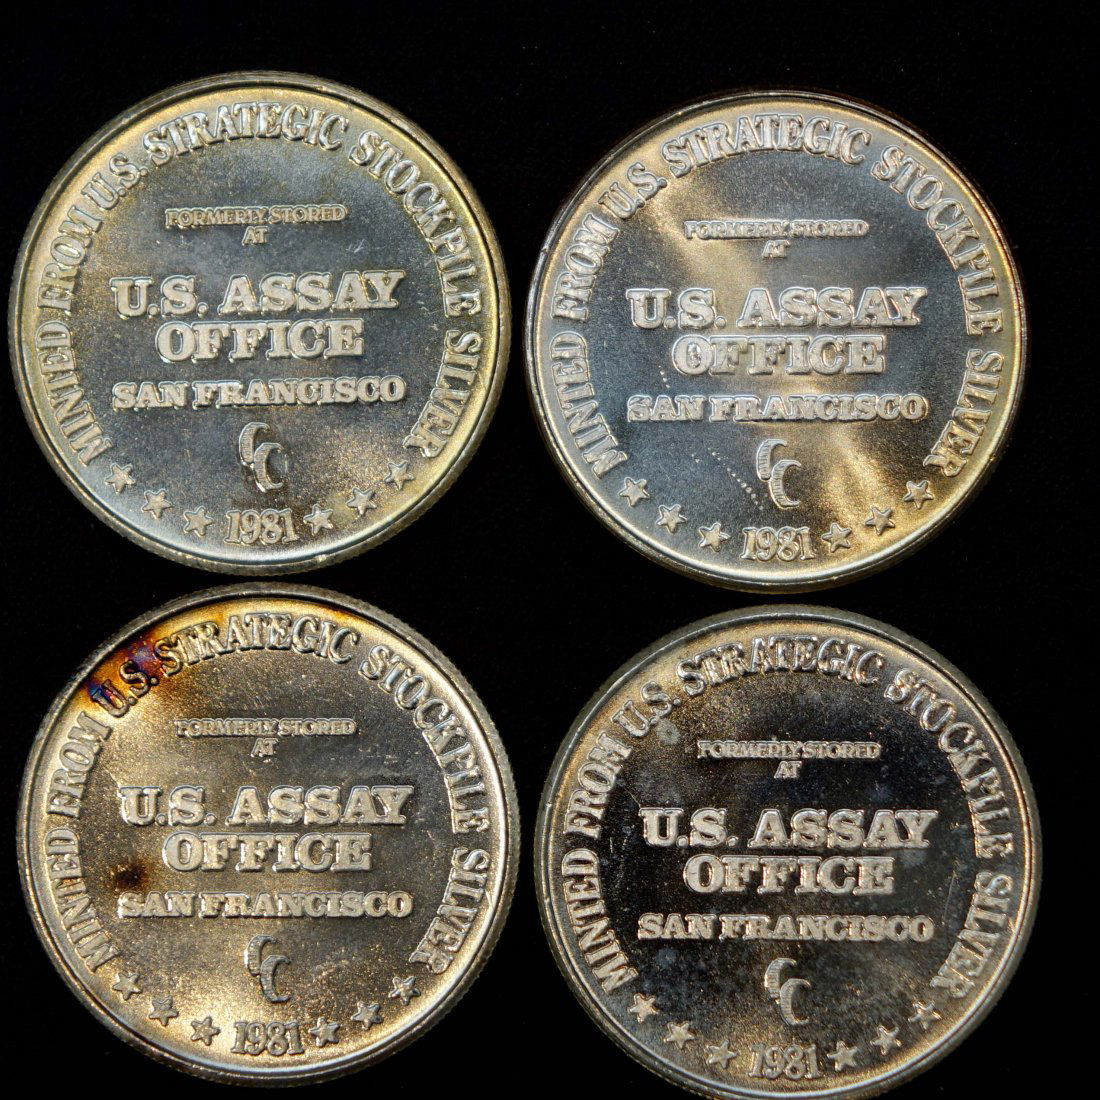 MINTED FROM U.S. STRATEGIC STOCKPILE SILVER
FORMERLY STORED
AT
U.S. ASSAY
OFFICE
SAN FRANCISCO
CC
1981
MINTED FROM U.S. STRATEGIC STOCKPILE SILVER
FORMERLY STORED
AT
U.S. ASSAY
OFFICE
SAN FRANCISCO
CC
1981
MINTED FROM U.S. STRATEGIC STOCKPILE SILVER
FORMERLY STORED
AT
U.S. ASSAY
OFFICE
SAN FRANCISCO
CC
1981
MINTED FROM U.S. STRATEGIC STOCKPILE SILVER
FORMERLY STORED
AT
U.S. ASSAY
OFFICE
SAN FRANCISCO
CC
1981